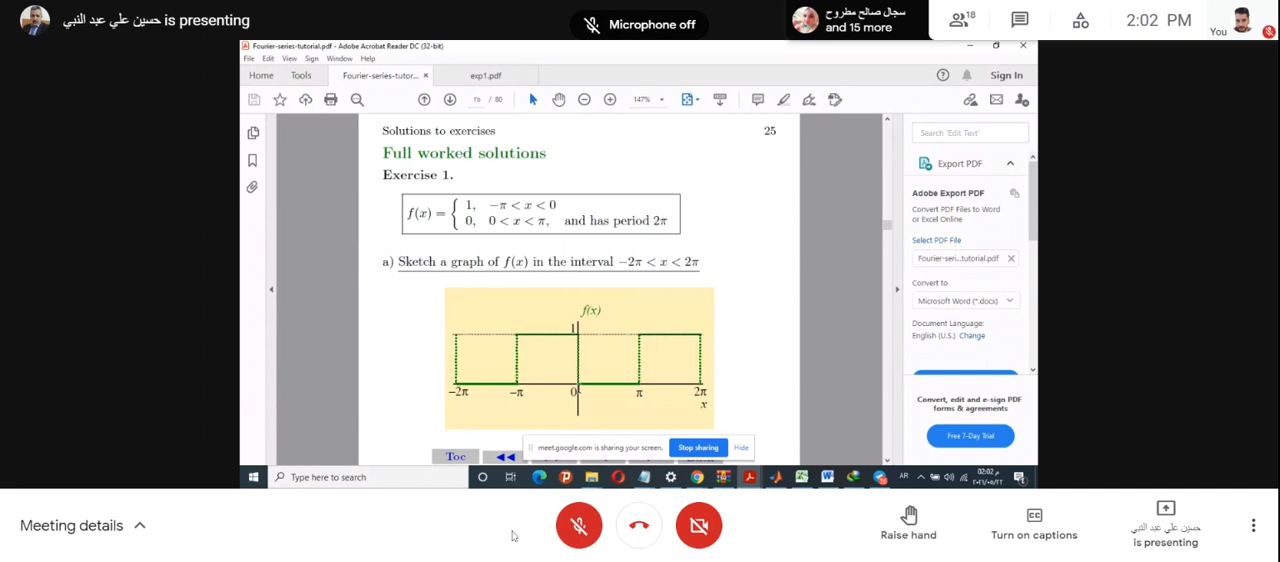 حسين علي عبد النبي is presenting
Microphone off
سجال صالح مطروح
and 15 more
18
2:02 PM
You
Fourier-series-tutorial.pdf - Adobe Acrobat Reader DC (32-bit)
File Edit View Sign Window Help
Home Tools Fourier-series-tutor... × exp1.pdf Sign In
/ 80 147%
Solutions to exercises 25
Full worked solutions
Exercise 1.
f(x) = { 1, −π < x < 0
0, 0 < x < π, and has period 2π
a) Sketch a graph of f(x) in the interval −2π < x < 2π
f(x)
1
−2π −π 0 π 2π
x
Toc ◀◀
meet.google.com is sharing your screen. Stop sharing Hide
Search 'Edit Text'
Export PDF
Adobe Export PDF
Convert PDF Files to Word
or Excel Online
Select PDF File
Fourier-seri...tutorial.pdf ×
Convert to
Microsoft Word (*.docx)
Document Language:
English (U.S.) Change
Convert, edit and e-sign PDF
forms & agreements
Free 7-Day Trial
Type here to search
AR
Meeting details
Raise hand
CC
Turn on captions
حسين علي عبد النبي
is presenting